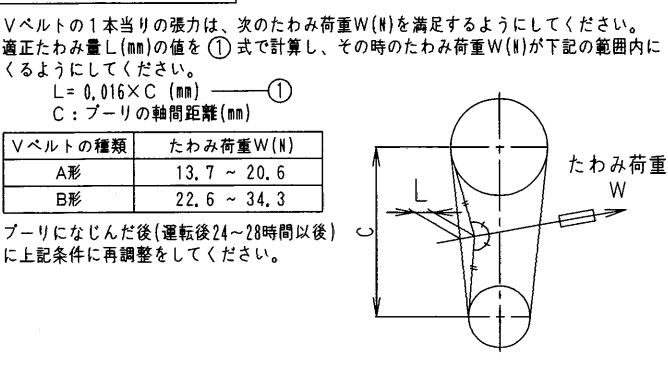 Vベルトの1本当りの張力は、次のたわみ荷重W(N)を満足するようにしてください。
適正たわみ量L(mm)の値を①式で計算し、その時のたわみ荷重W(N)が下記の範囲内に
くるようにしてください。
L= 0.016×C (mm) ――― ①
C : プーリの軸間距離(mm)
Vベルトの種類 たわみ荷重W(N)
A形 13.7 ~ 20.6
B形 22.6 ~ 34.3
プーリになじんだ後(運転後24~28時間以後)
に上記条件に再調整をしてください。
たわみ荷重
W
L
C